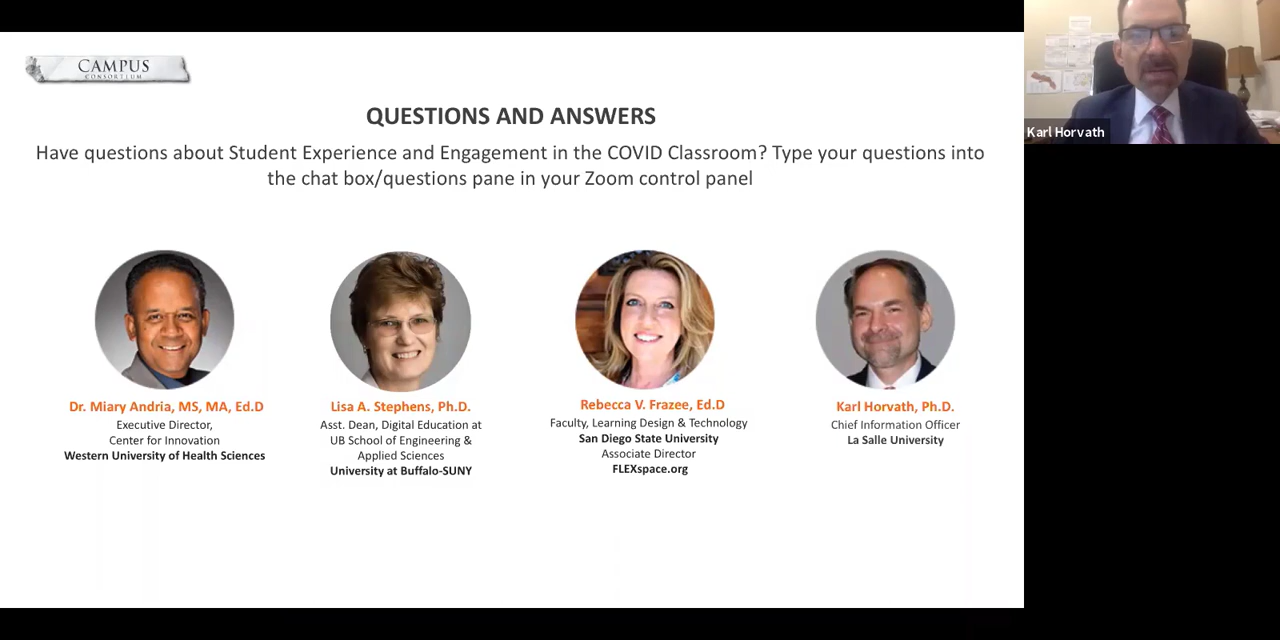 CAMPUS
CONSORTIUM
QUESTIONS AND ANSWERS
Have questions about Student Experience and Engagement in the COVID Classroom? Type your questions into
the chat box/questions pane in your Zoom control panel
Dr. Miary Andria, MS, MA, Ed.D
Executive Director,
Center for Innovation
Western University of Health Sciences
Lisa A. Stephens, Ph.D.
Asst. Dean, Digital Education at
UB School of Engineering &
Applied Sciences
University at Buffalo-SUNY
Rebecca V. Frazee, Ed.D
Faculty, Learning Design & Technology
San Diego State University
Associate Director
FLEXspace.org
Karl Horvath, Ph.D.
Chief Information Officer
La Salle University
Karl Horvath